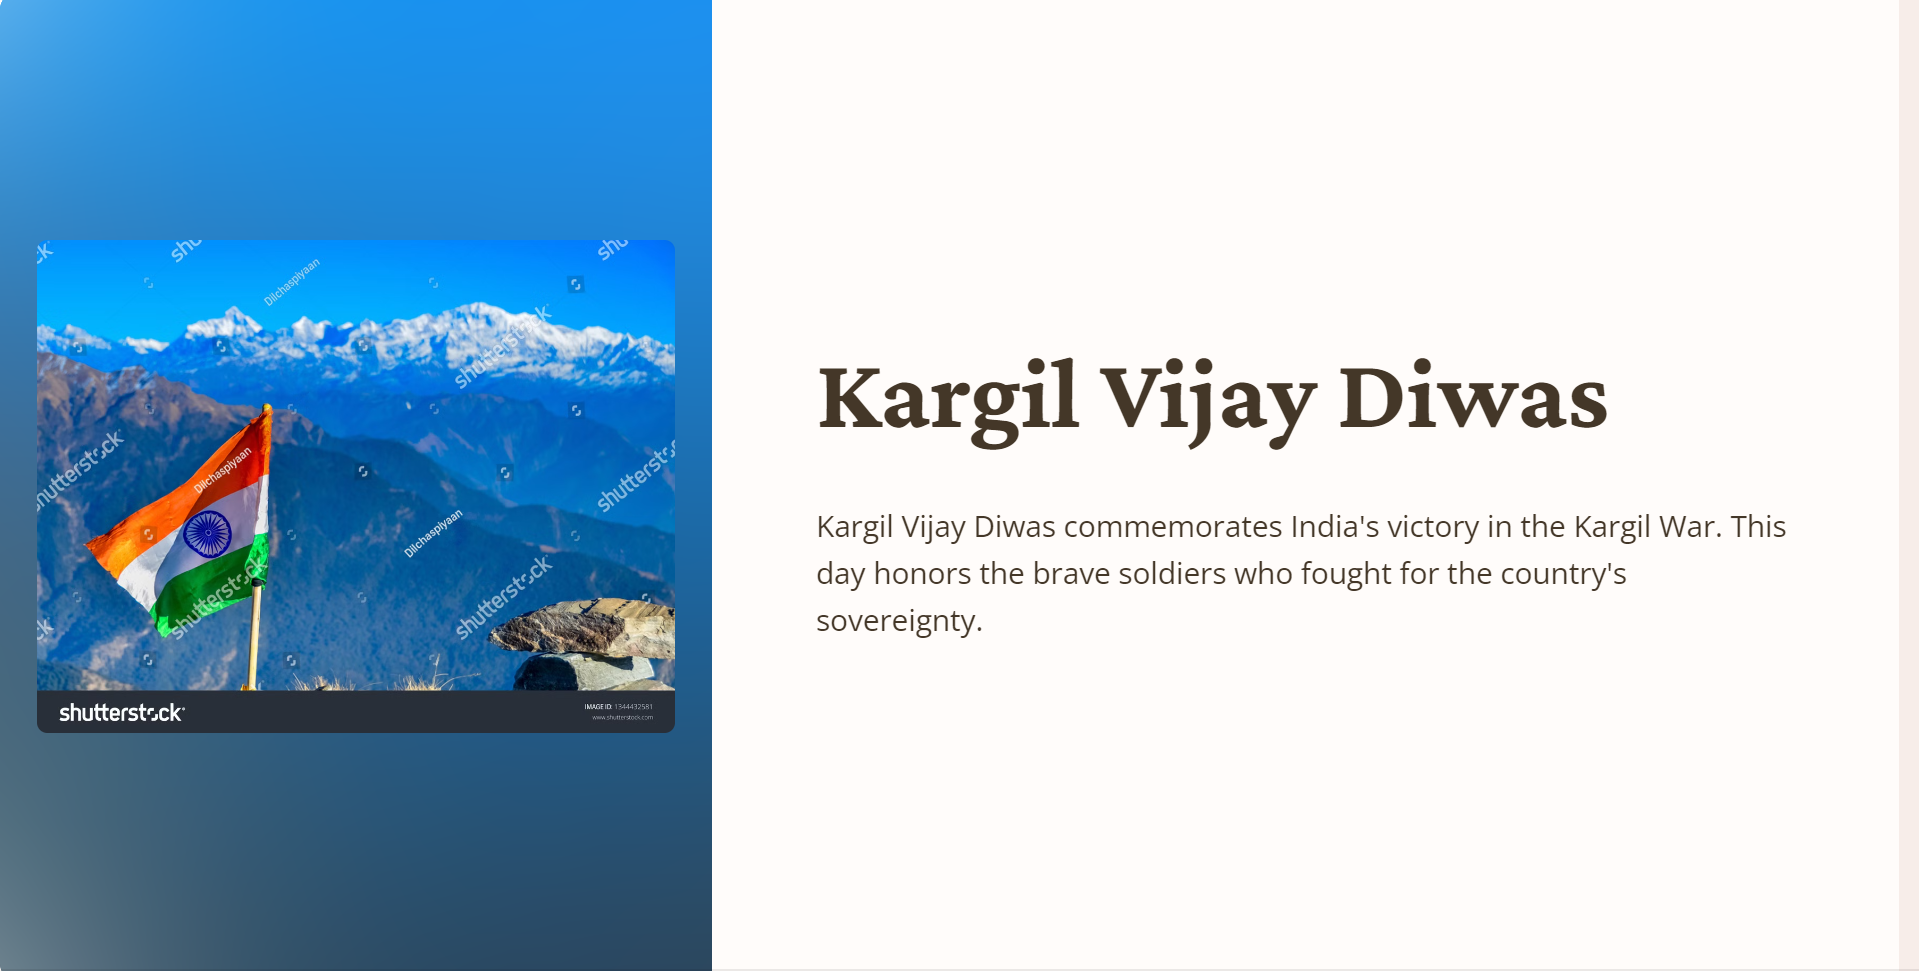 Kargil Vijay Diwas
Kargil Vijay Diwas commemorates India's victory in the Kargil War. This
day honors the brave soldiers who fought for the country's
sovereignty.
shutterstock
Dilchaspiyaan
shutterstock
shutterstock
Dilchaspiyaan
shutterstock
Dilchaspiyaan
shutterstock
shutterstock
shutterstock
IMAGE ID: 1344432581
www.shutterstock.com